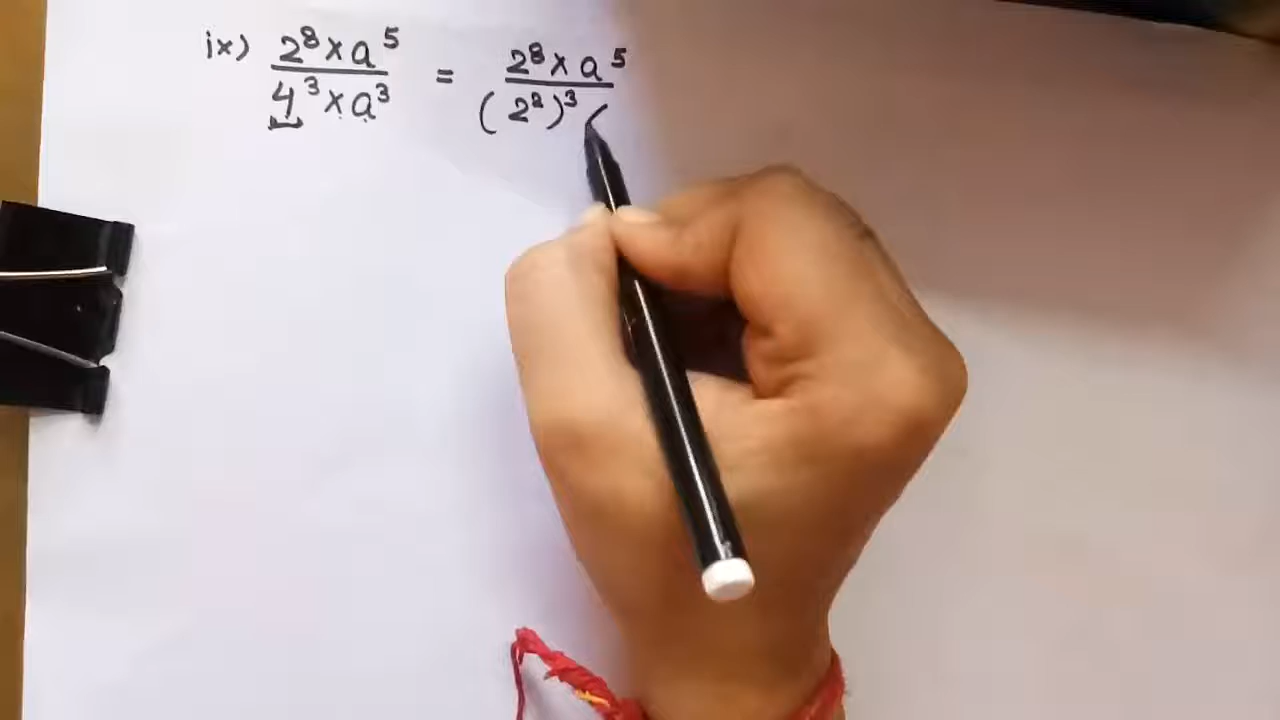 ix) 2⁸ × a⁵ / 4³ × a³ = 2⁸ × a⁵ / (2²)³ (